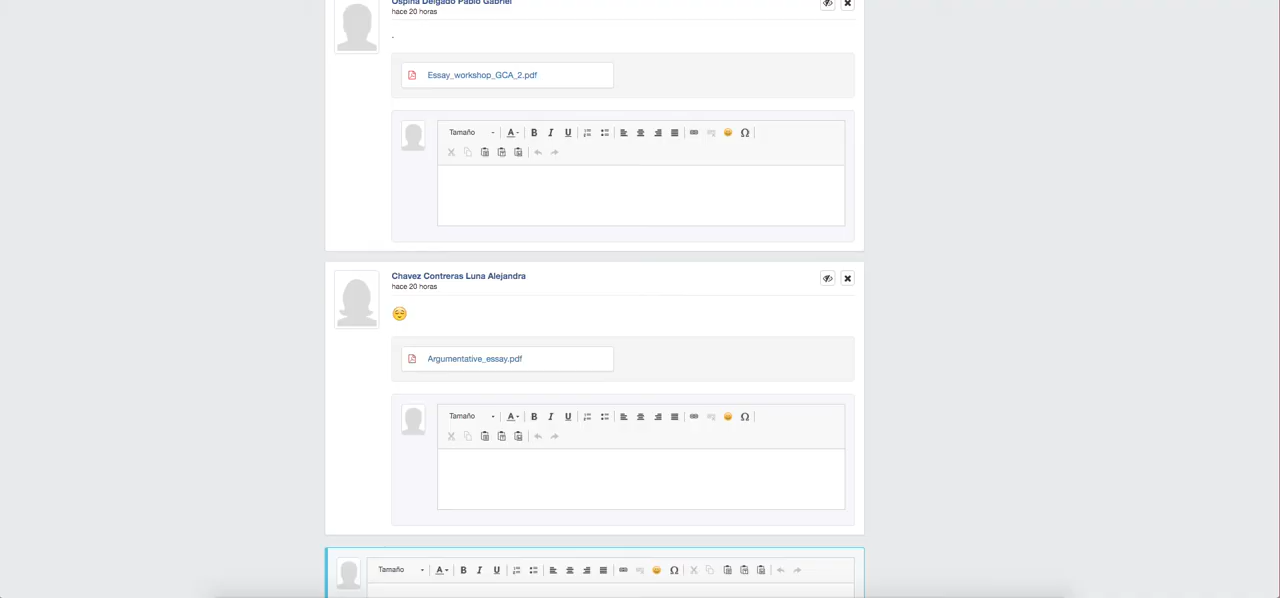 Ospina Delgado Pablo Gabriel
hace 20 horas
.
Essay_workshop_GCA_2.pdf
Tamaño
Chavez Contreras Luna Alejandra
hace 20 horas
Argumentative_essay.pdf
Tamaño
Tamaño